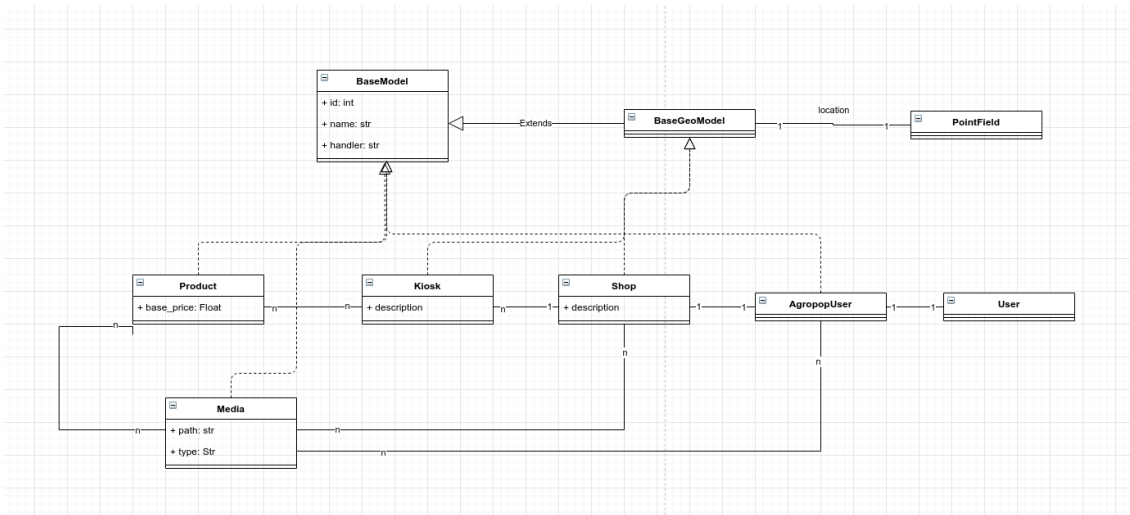 BaseModel
+ id: int
+ name: str
+ handler: str
Extends
BaseGeoModel
1
location
1
PointField
Product
+ base_price: Float
n
n
Kiosk
+ description
n
1
Shop
+ description
1
1
AgropopUser
1
1
User
n
n
n
Media
+ path: str
+ type: Str
n
n
n